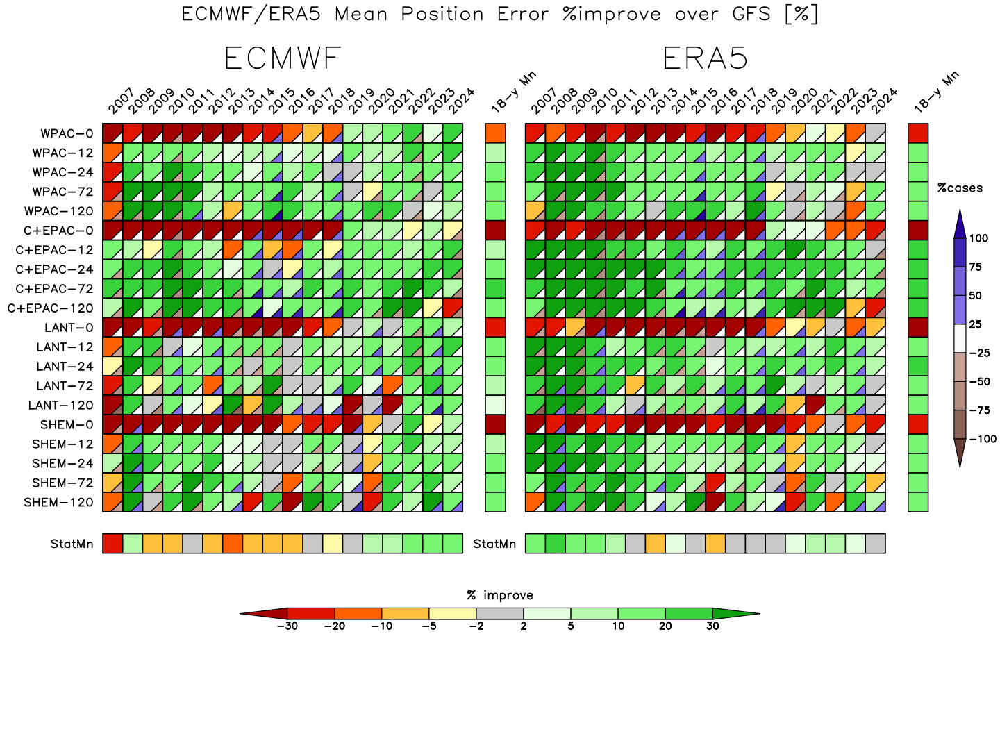 ECMWF/ERA5 Mean Position Error %improve over GFS [%]
ECMWF ERA5
2007 2008 2009 2010 2011 2012 2013 2014 2015 2016 2017 2018 2019 2020 2021 2022 2023 2024 18-y Mn 2007 2008 2009 2010 2011 2012 2013 2014 2015 2016 2017 2018 2019 2020 2021 2022 2023 2024 18-y Mn
WPAC-0
WPAC-12
WPAC-24
WPAC-72
WPAC-120
C+EPAC-0
C+EPAC-12
C+EPAC-24
C+EPAC-72
C+EPAC-120
LANT-0
LANT-12
LANT-24
LANT-72
LANT-120
SHEM-0
SHEM-12
SHEM-24
SHEM-72
SHEM-120
%cases
100
75
50
25
-25
-50
-75
-100
StatMn StatMn
% improve
-30 -20 -10 -5 -2 2 5 10 20 30